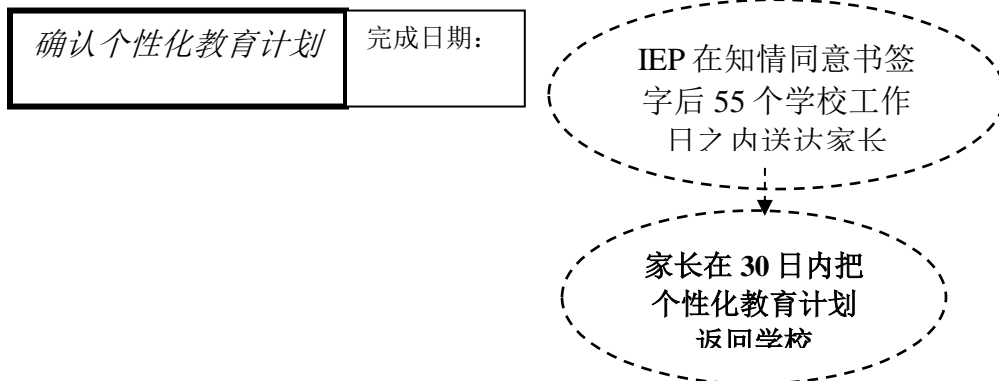 确认个性化教育计划
完成日期：
IEP 在知情同意书签
字后 55 个学校工作
日之内送达家长
家长在 30 日内把
个性化教育计划
返回学校